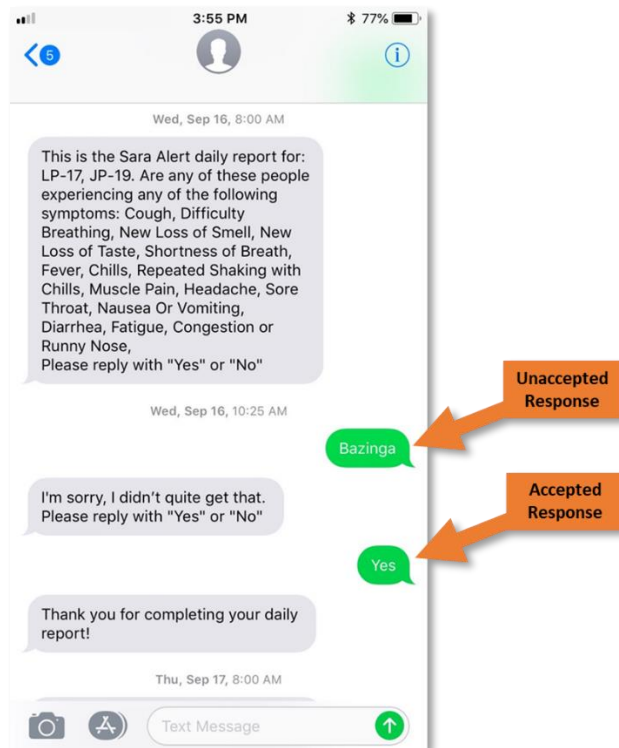 3:55 PM
77%
5
Wed, Sep 16, 8:00 AM
This is the Sara Alert daily report for:
LP-17, JP-19. Are any of these people
experiencing any of the following
symptoms: Cough, Difficulty
Breathing, New Loss of Smell, New
Loss of Taste, Shortness of Breath,
Fever, Chills, Repeated Shaking with
Chills, Muscle Pain, Headache, Sore
Throat, Nausea Or Vomiting,
Diarrhea, Fatigue, Congestion or
Runny Nose,
Please reply with "Yes" or "No"
Wed, Sep 16, 10:25 AM
Unaccepted
Response
Bazinga
I'm sorry, I didn't quite get that.
Please reply with "Yes" or "No"
Accepted
Response
Yes
Thank you for completing your daily
report!
Thu, Sep 17, 8:00 AM
Text Message